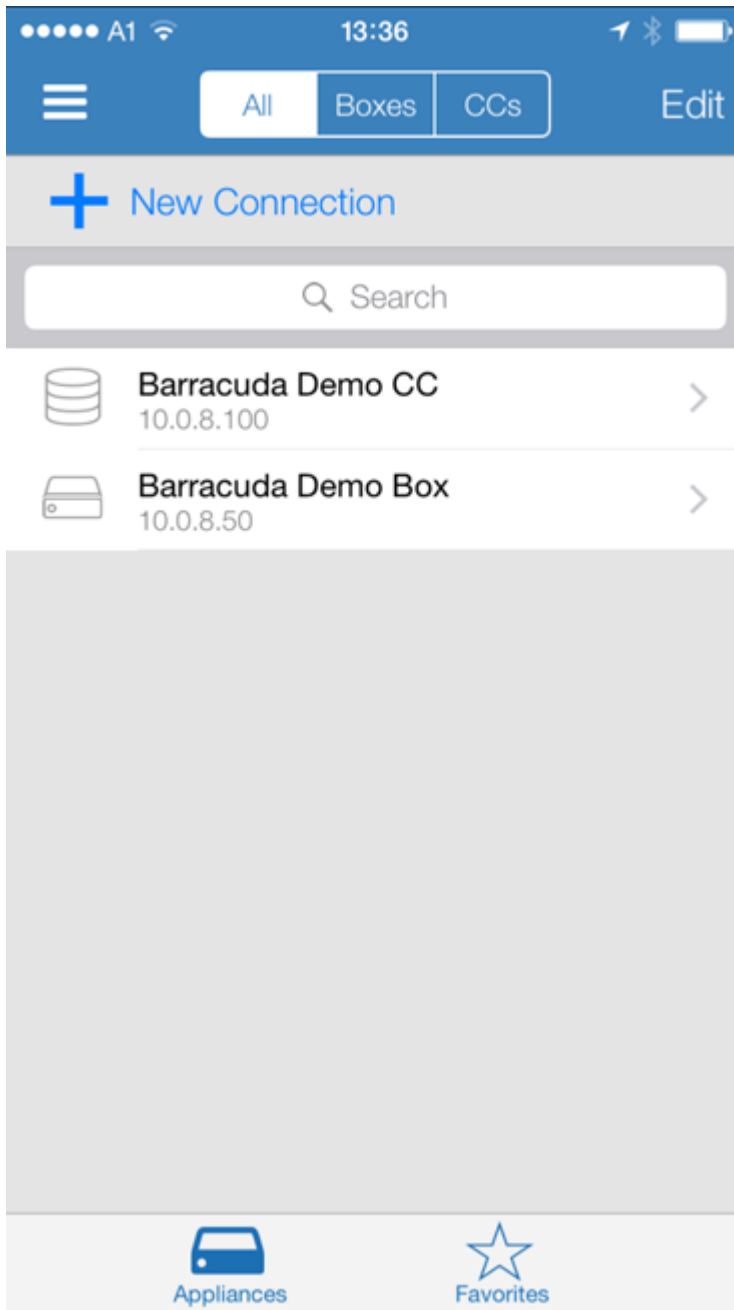 A1 13:36
All Boxes CCs Edit
New Connection
Search
Barracuda Demo CC
10.0.8.100
Barracuda Demo Box
10.0.8.50
Appliances Favorites